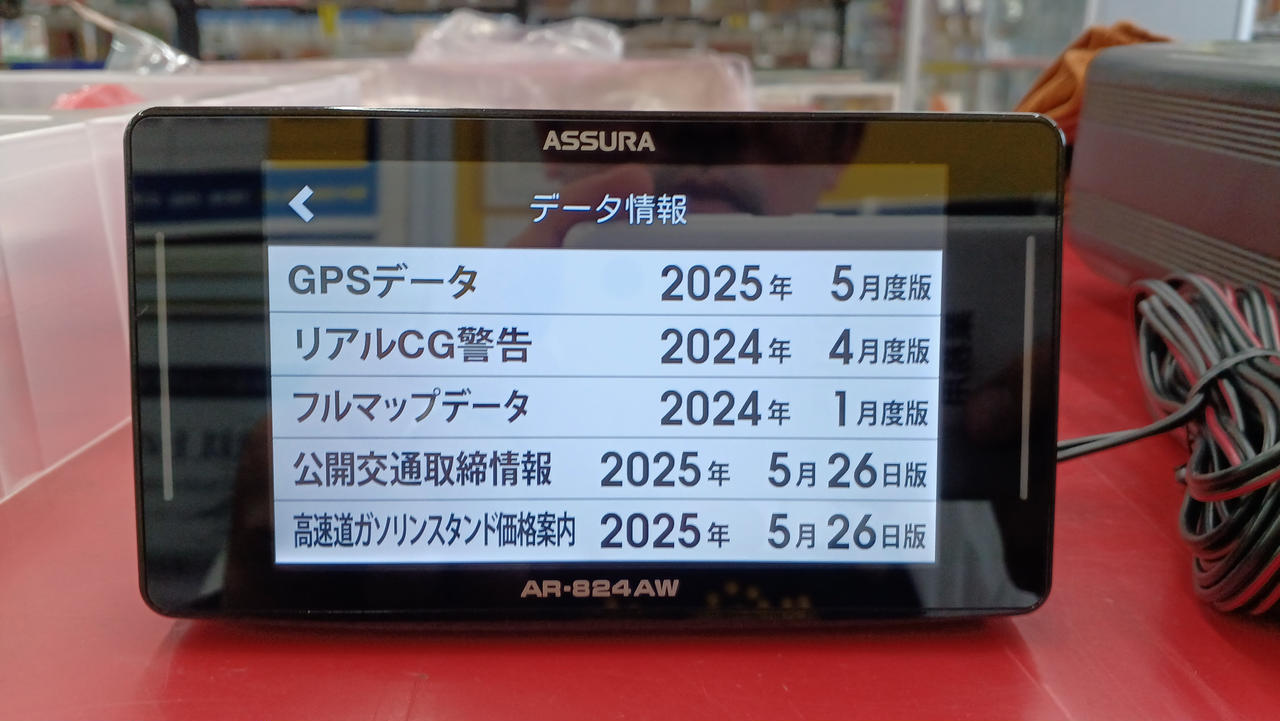 ASSURA
データ情報
GPSデータ 2025年 5月度版
リアルCG警告 2024年 4月度版
フルマップデータ 2024年 1月度版
公開交通取締情報 2025年 5月26日版
高速道ガソリンスタンド価格案内 2025年 5月26日版
AR-824AW